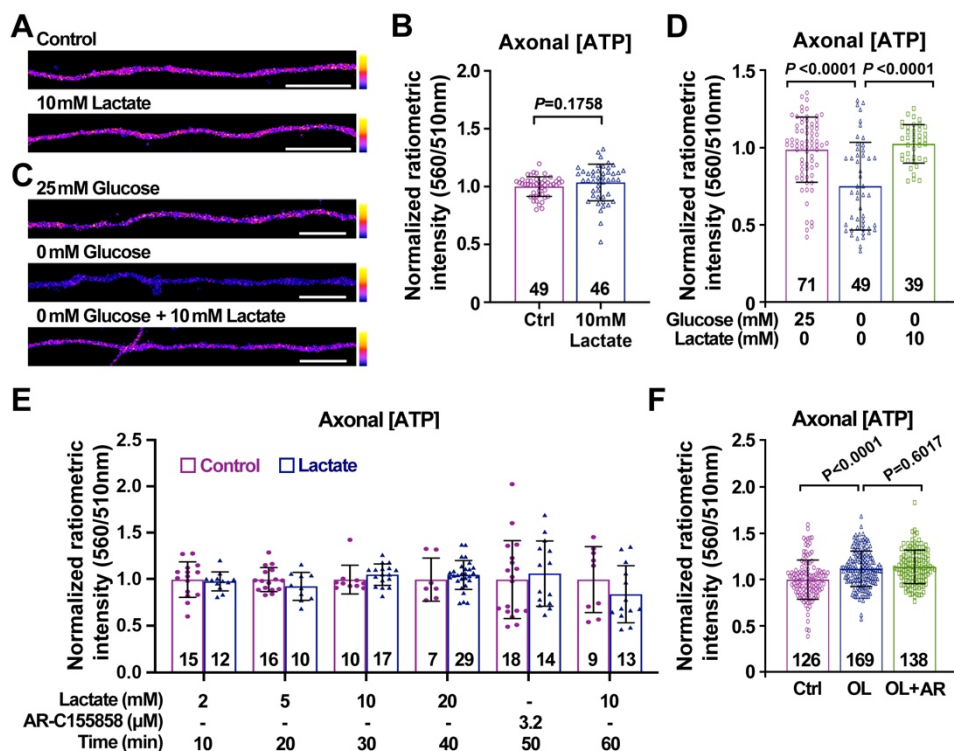 A
Control
10 mM Lactate
C
25 mM Glucose
0 mM Glucose
0 mM Glucose + 10 mM Lactate
B
Axonal [ATP]
Normalized ratiometric
intensity (560/510nm)
2.0
1.5
1.0
0.5
0
P=0.1758
49
46
Ctrl
10mM
Lactate
D
Axonal [ATP]
P <0.0001
P <0.0001
Normalized ratiometric
intensity (560/510nm)
1.5
1.0
0.5
0
71
49
39
Glucose (mM) 25 0 0
Lactate (mM) 0 0 10
E
Axonal [ATP]
Control
Lactate
Normalized ratiometric
intensity (560/510nm)
2.5
2.0
1.5
1.0
0.5
0
15 12 16 10 10 17 7 29 18 14 9 13
Lactate (mM) 2 5 10 20 - 10
AR-C155858 (µM) - - - - 3.2 -
Time (min) 10 20 30 40 50 60
F
Axonal [ATP]
P<0.0001
P=0.6017
Normalized ratiometric
intensity (560/510nm)
2.5
2.0
1.5
1.0
0.5
0
126 169 138
Ctrl OL OL+AR